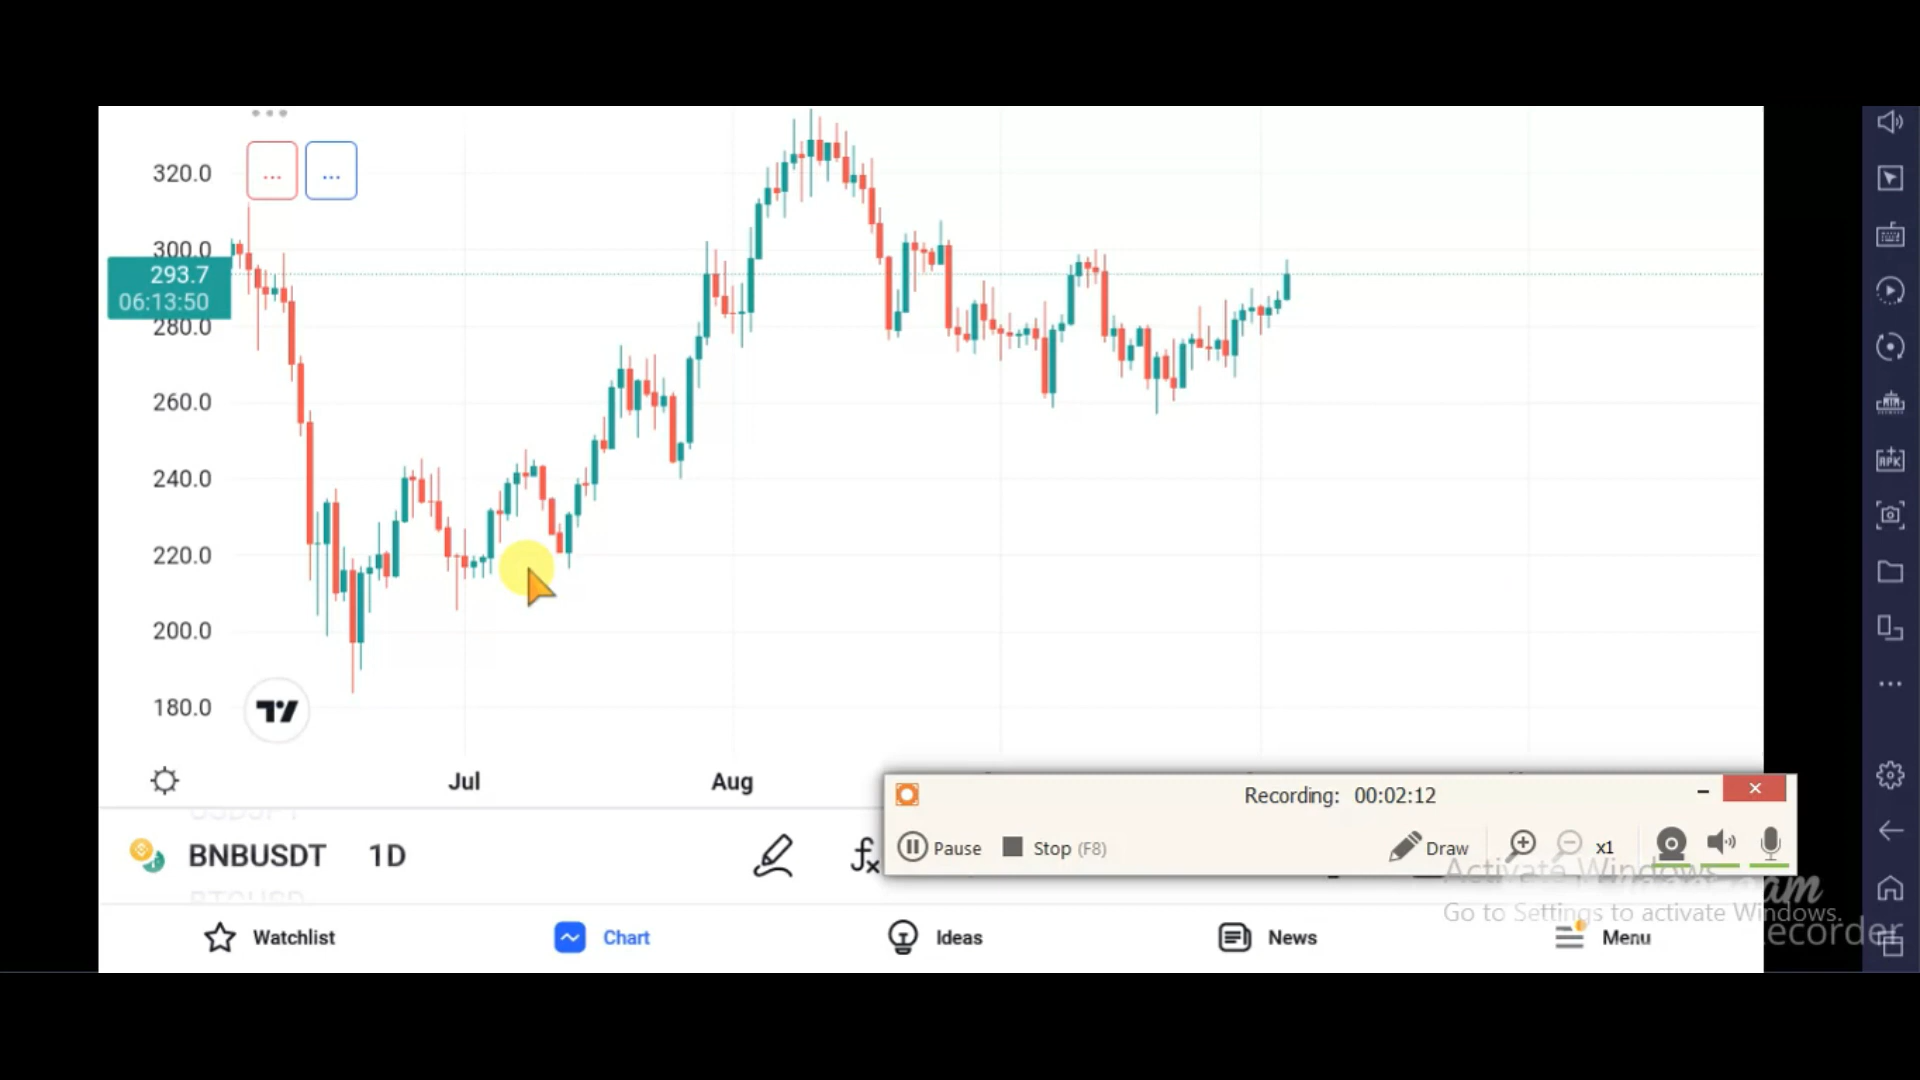 320.0
... ...
300.0
293.7
06:13:50
280.0
260.0
240.0
220.0
200.0
180.0
Jul Aug
Recording: 00:02:12
Pause Stop (F8) Draw x1
BNBUSDT 1D
Activate Windows
Go to Settings to activate Windows.
Watchlist Chart Ideas News Menu